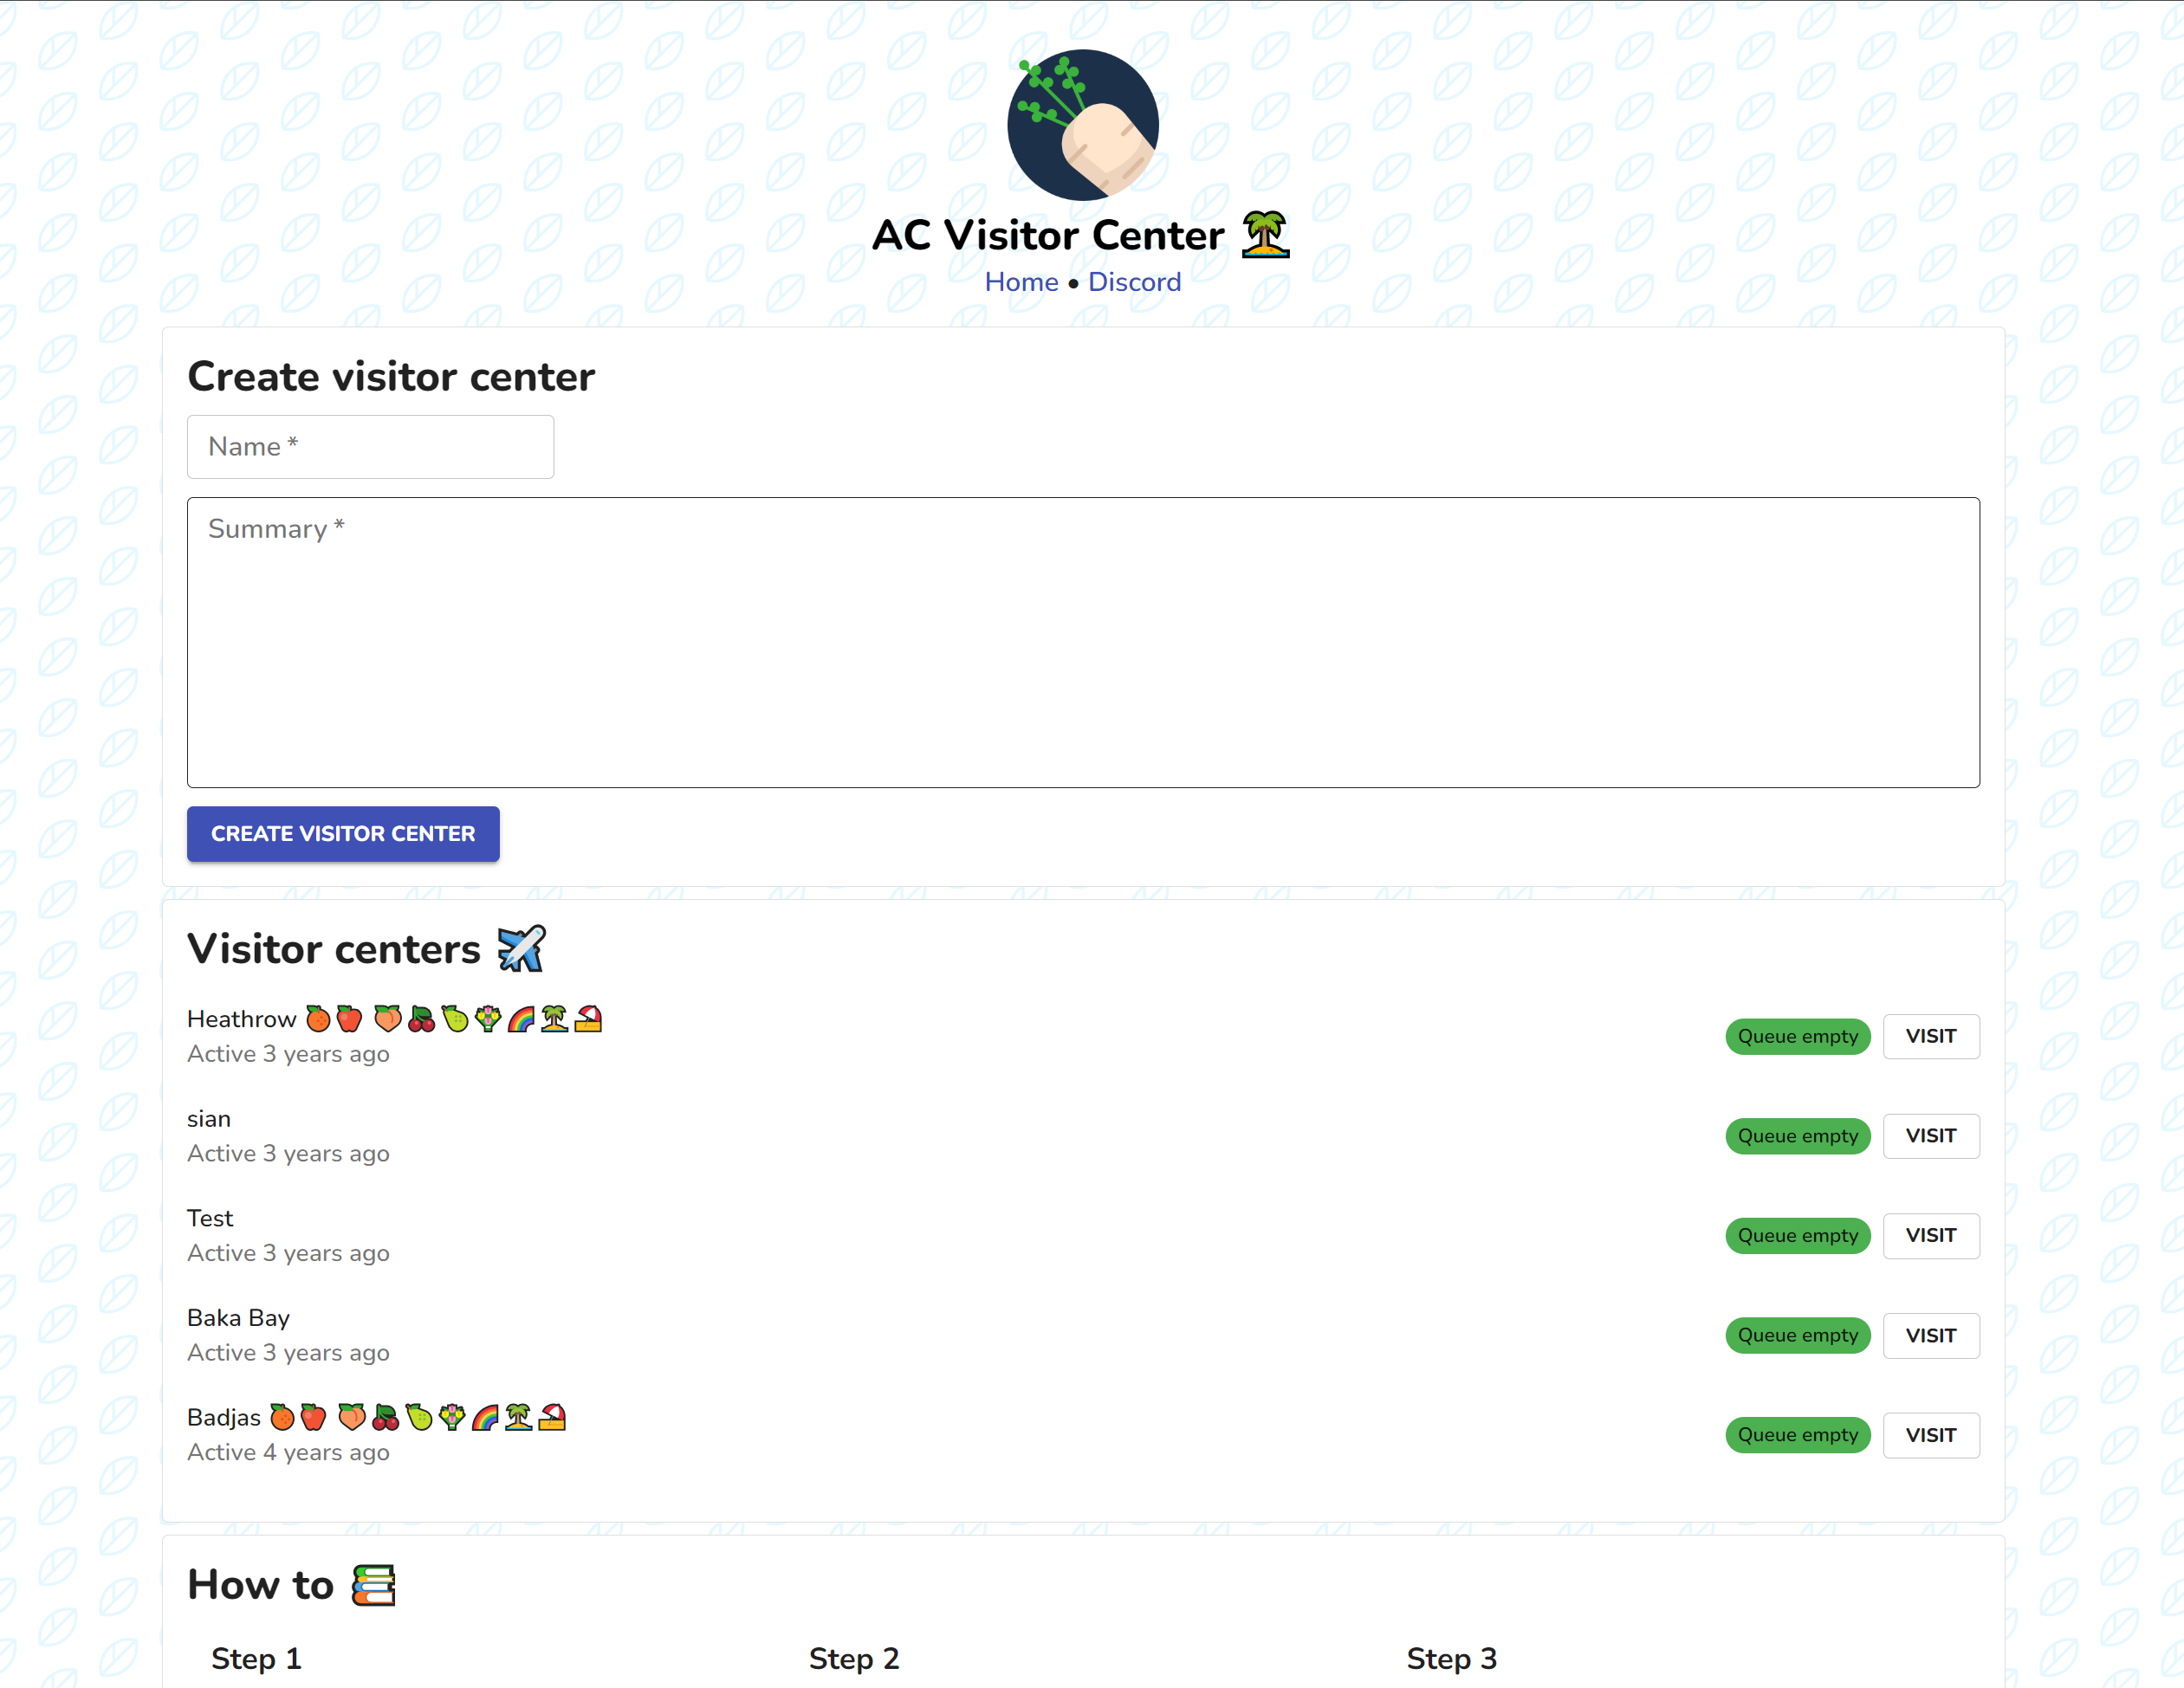 AC Visitor Center 🏝️
Home • Discord
Create visitor center
Name *
Summary *
CREATE VISITOR CENTER
Visitor centers ✈️
Heathrow 🍊🍎 🍑🍒🍐💐🌈🏝️⛱️
Active 3 years ago
Queue empty
VISIT
sian
Active 3 years ago
Queue empty
VISIT
Test
Active 3 years ago
Queue empty
VISIT
Baka Bay
Active 3 years ago
Queue empty
VISIT
Badjas 🍊🍎 🍑🍒🍐💐🌈🏝️⛱️
Active 4 years ago
Queue empty
VISIT
How to 📚
Step 1
Step 2
Step 3